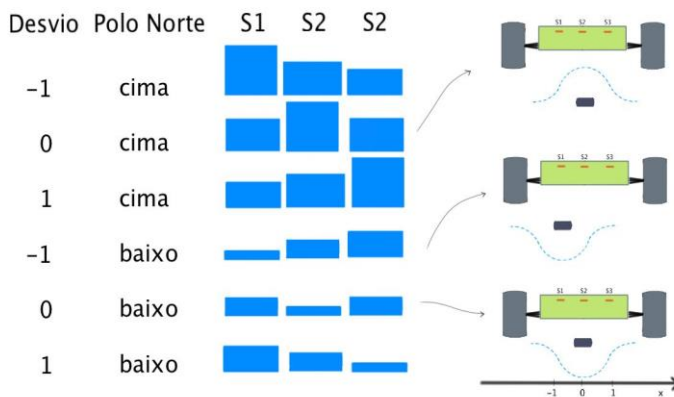 Desvio Polo Norte S1 S2 S2
-1 cima
0 cima
1 cima
-1 baixo
0 baixo
1 baixo
S1 S2 S3
S1 S2 S3
S1 S2 S3
-1 0 1 x